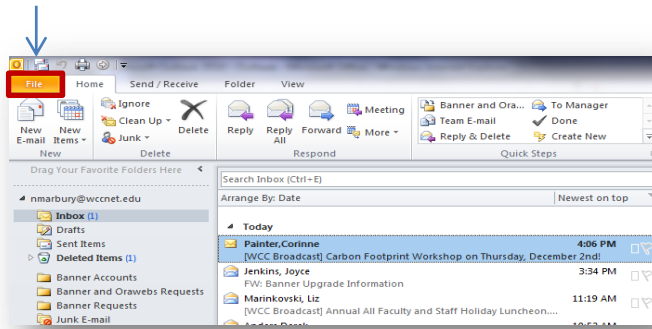 File Home Send / Receive Folder View
Ignore
Clean Up
Junk
Delete
New E-mail
New Items
Reply
Reply All
Forward
Meeting
More
Banner and Ora...
Team E-mail
Reply & Delete
To Manager
Done
Create New
New Delete Respond Quick Steps
Drag Your Favorite Folders Here
nmarbury@wccnet.edu
Inbox (1)
Drafts
Sent Items
Deleted Items (1)
Banner Accounts
Banner and Orawebs Requests
Banner Requests
Junk E-mail
Search Inbox (Ctrl+E)
Arrange By: Date Newest on top
Today
Painter,Corinne 4:06 PM
[WCC Broadcast] Carbon Footprint Workshop on Thursday, December 2nd!
Jenkins, Joyce 3:34 PM
FW: Banner Upgrade Information
Marinkovski, Liz 11:19 AM
[WCC Broadcast] Annual All Faculty and Staff Holiday Luncheon....
Anders Derek 10:52 AM